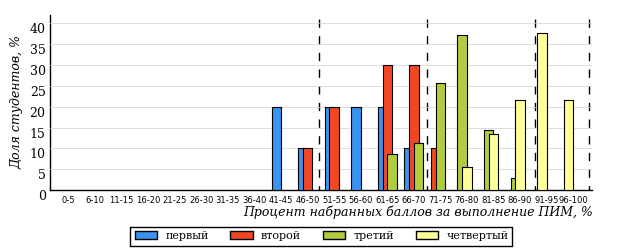 40
35
30
25
20
15
10
5
0
Доля студентов, %
0-5 6-10 11-15 16-20 21-25 26-30 31-35 36-40 41-45 46-50 51-55 56-60 61-65 66-70 71-75 76-80 81-85 86-90 91-95 96-100
Процент набранных баллов за выполнение ПИМ, %
первый второй третий четвертый